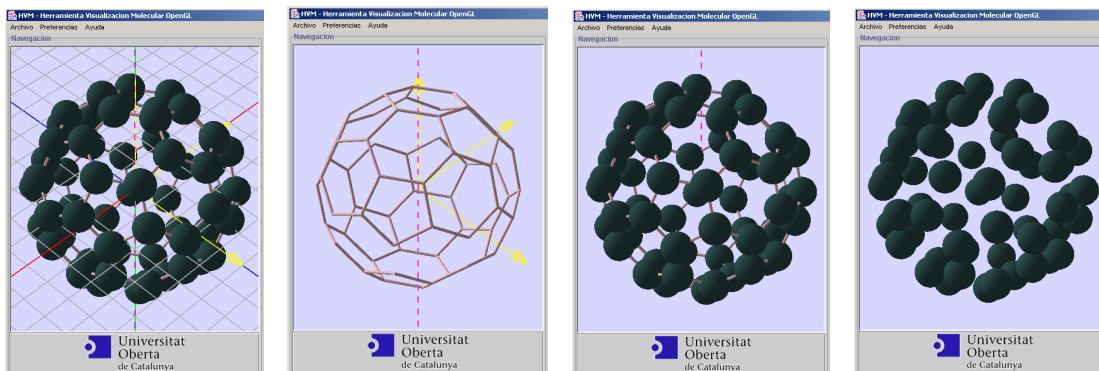 HVM - Herramienta Visualizacion Molecular OpenGL
Archivo Preferencias Ayuda
Navegacion
Universitat
Oberta
de Catalunya
HVM - Herramienta Visualizacion Molecular OpenGL
Archivo Preferencias Ayuda
Navegacion
Universitat
Oberta
de Catalunya
HVM - Herramienta Visualizacion Molecular OpenGL
Archivo Preferencias Ayuda
Navegacion
Universitat
Oberta
de Catalunya
HVM - Herramienta Visualizacion Molecular OpenGL
Archivo Preferencias Ayuda
Navegacion
Universitat
Oberta
de Catalunya